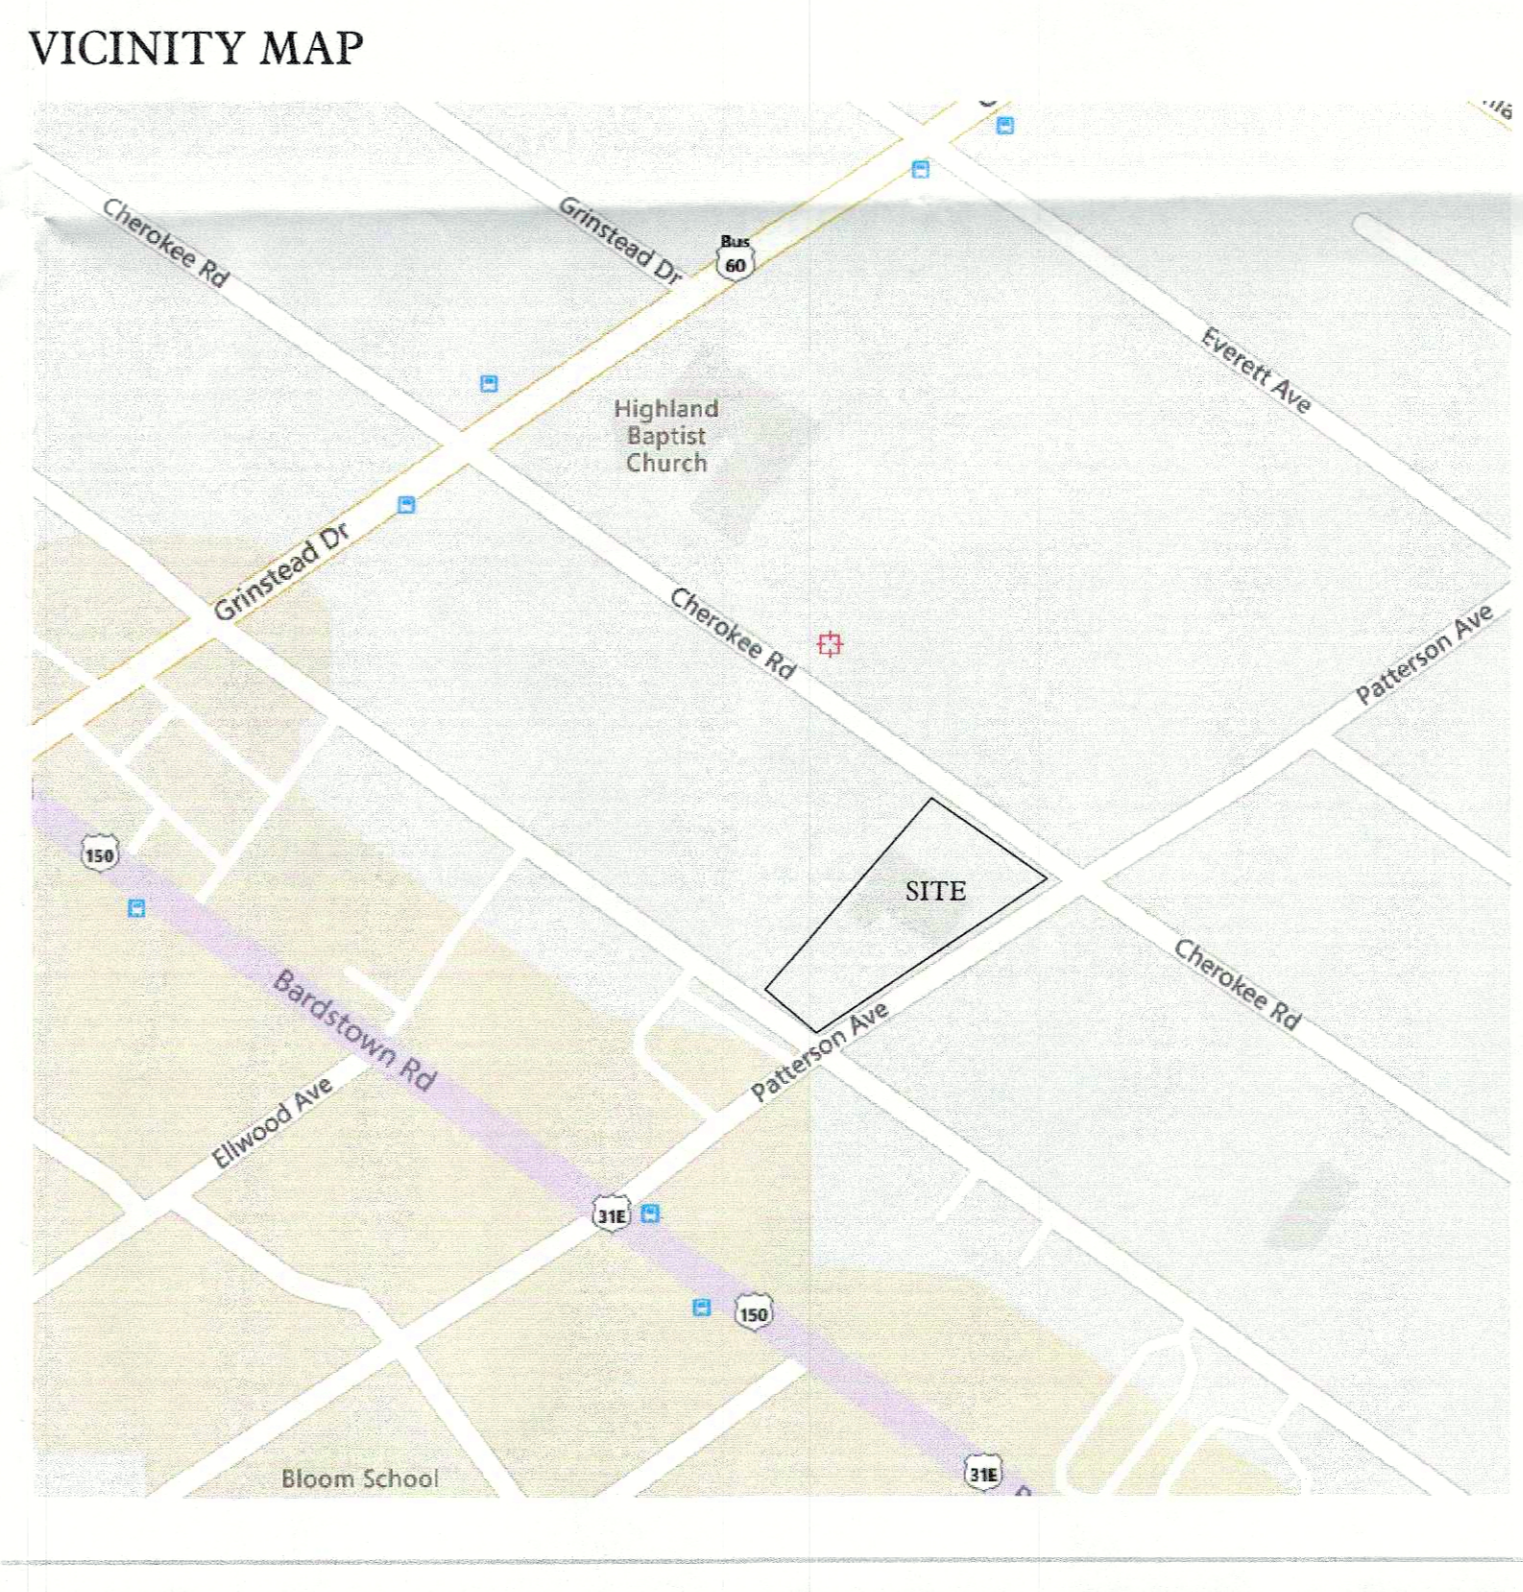 VICINITY MAP
Cherokee Rd
Grinstead Dr
Bus
60
Everett Ave
Highland
Baptist
Church
Grinstead Dr
Cherokee Rd
Patterson Ave
150
SITE
Cherokee Rd
Bardstown Rd
Patterson Ave
Ellwood Ave
31E
150
31E
Bloom School